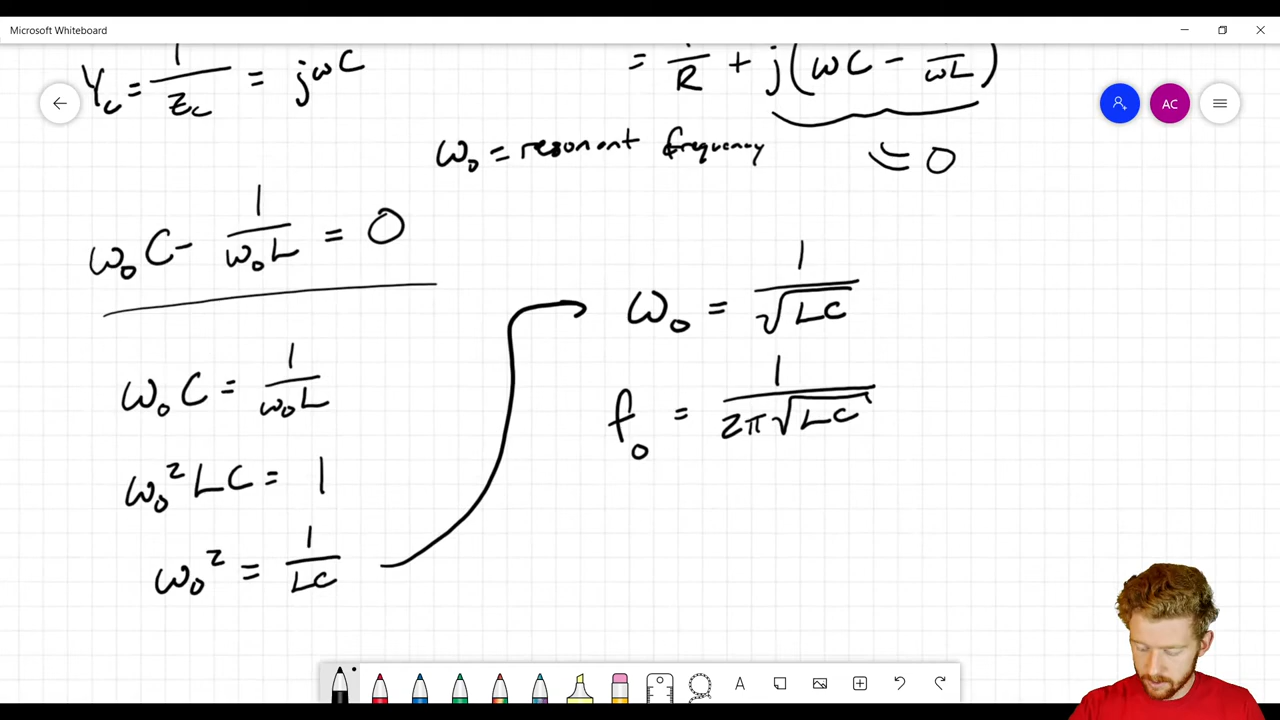 Microsoft Whiteboard
Y_c = 1/Z_c = jωC
= 1/R + j(ωC - 1/ωL)
= 0
ω₀ = resonant frequency
ω₀C - 1/ω₀L = 0
ω₀C = 1/ω₀L
ω₀²LC = 1
ω₀² = 1/LC
ω₀ = 1/√LC
f₀ = 1/2π√LC
AC
A